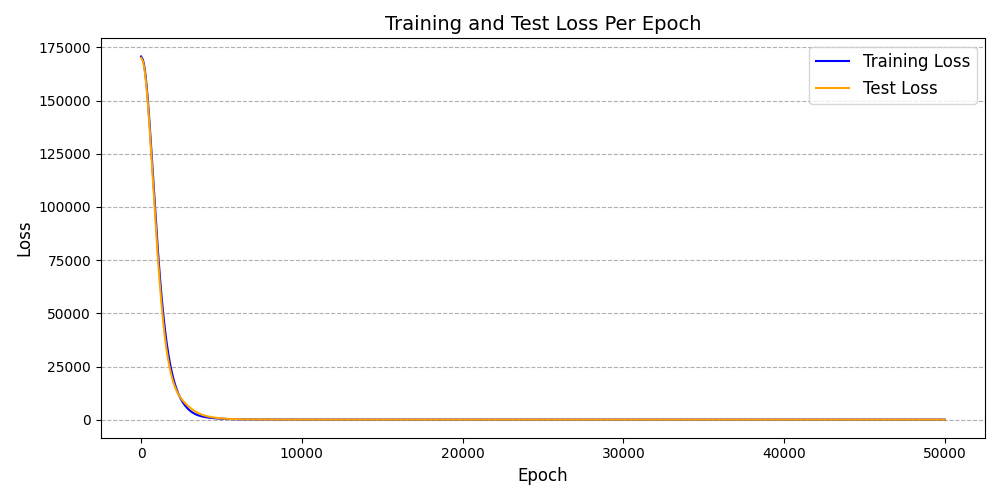 Training and Test Loss Per Epoch
175000
150000
125000
100000
75000
50000
25000
0
Loss
Training Loss
Test Loss
0 10000 20000 30000 40000 50000
Epoch